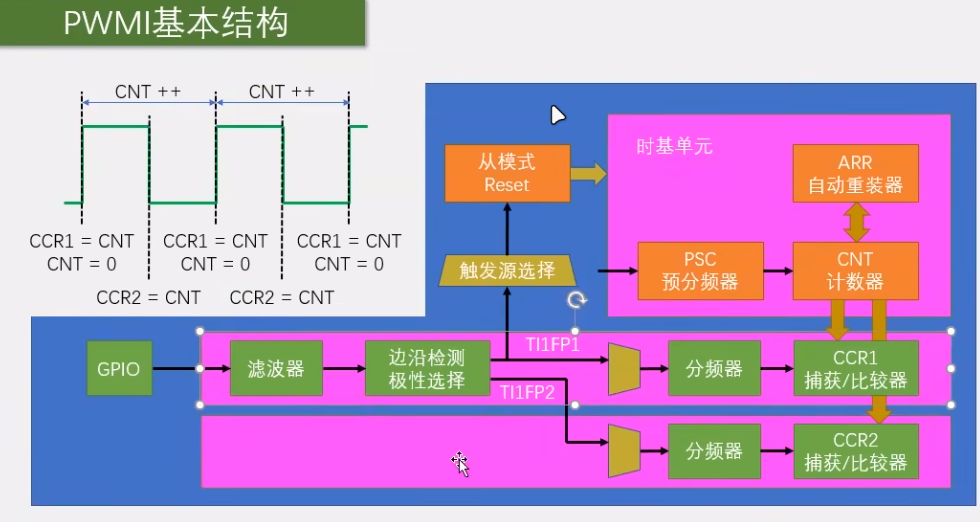 PWMI基本结构
CNT ++
CNT ++
CCR1 = CNT
CNT = 0
CCR1 = CNT
CNT = 0
CCR1 = CNT
CNT = 0
CCR2 = CNT
CCR2 = CNT
从模式
Reset
时基单元
ARR
自动重装器
触发源选择
PSC
预分频器
CNT
计数器
GPIO
滤波器
边沿检测
极性选择
TI1FP1
分频器
CCR1
捕获/比较器
TI1FP2
分频器
CCR2
捕获/比较器